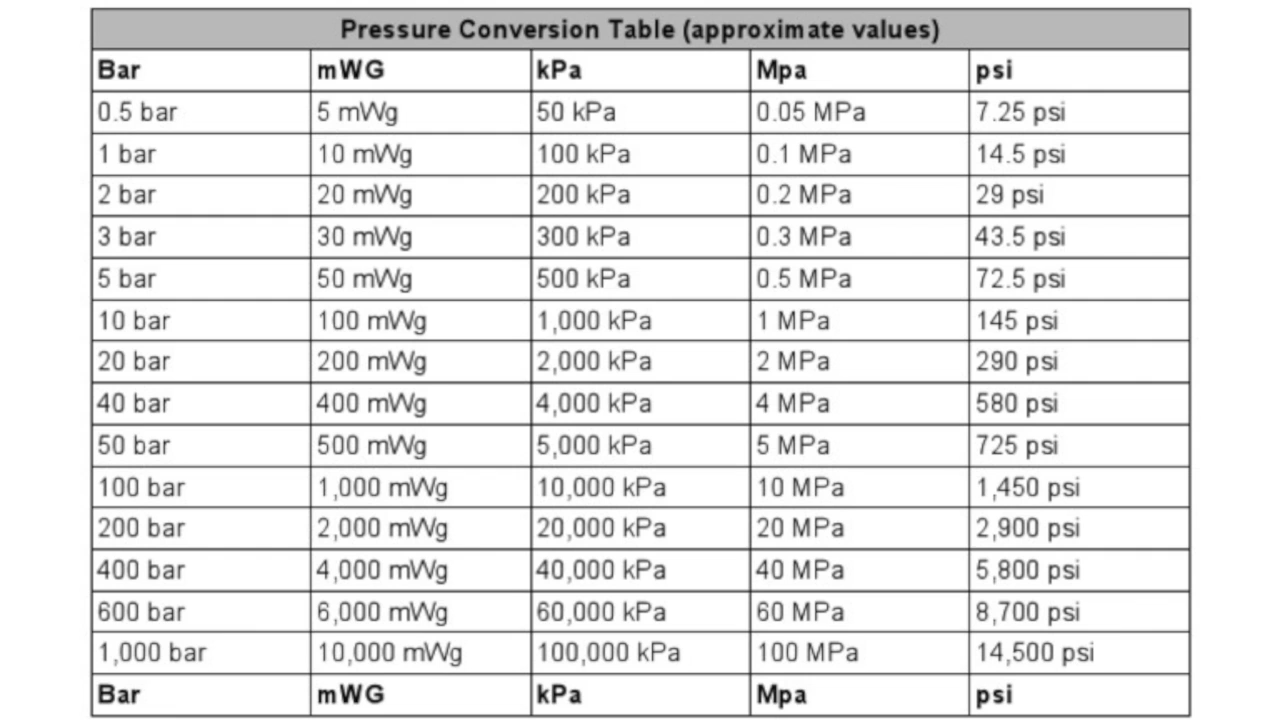 Pressure Conversion Table (approximate values)
Bar mWG kPa Mpa psi
0.5 bar 5 mWg 50 kPa 0.05 MPa 7.25 psi
1 bar 10 mWg 100 kPa 0.1 MPa 14.5 psi
2 bar 20 mWg 200 kPa 0.2 MPa 29 psi
3 bar 30 mWg 300 kPa 0.3 MPa 43.5 psi
5 bar 50 mWg 500 kPa 0.5 MPa 72.5 psi
10 bar 100 mWg 1,000 kPa 1 MPa 145 psi
20 bar 200 mWg 2,000 kPa 2 MPa 290 psi
40 bar 400 mWg 4,000 kPa 4 MPa 580 psi
50 bar 500 mWg 5,000 kPa 5 MPa 725 psi
100 bar 1,000 mWg 10,000 kPa 10 MPa 1,450 psi
200 bar 2,000 mWg 20,000 kPa 20 MPa 2,900 psi
400 bar 4,000 mWg 40,000 kPa 40 MPa 5,800 psi
600 bar 6,000 mWg 60,000 kPa 60 MPa 8,700 psi
1,000 bar 10,000 mWg 100,000 kPa 100 MPa 14,500 psi
Bar mWG kPa Mpa psi